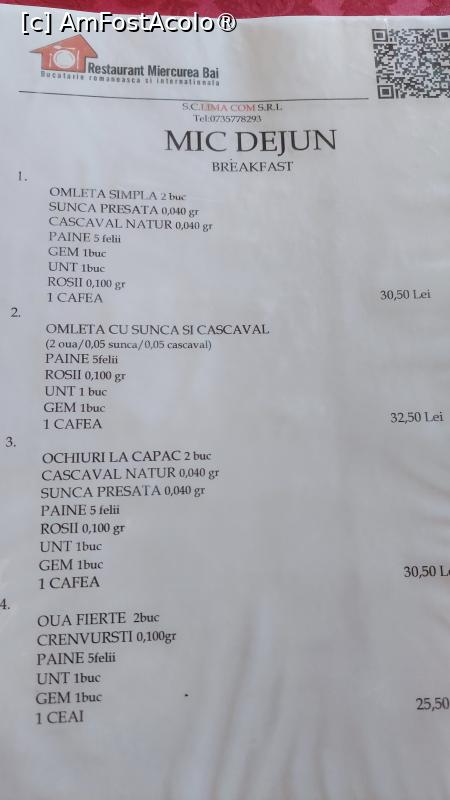 [c] AmFostAcolo®
Restaurant Miercurea Bai
Bucatarie romaneasca si internationala
S.C.LIMA COM S.R.L
Tel:0735778293
MIC DEJUN
BREAKFAST
1.
OMLETA SIMPLA 2 buc
SUNCA PRESATA 0,040 gr
CASCAVAL NATUR 0,040 gr
PAINE 5 felii
GEM 1buc
UNT 1buc
ROSII 0,100 gr
1 CAFEA 30,50 Lei
2.
OMLETA CU SUNCA SI CASCAVAL
(2 oua/0,05 sunca/0,05 cascaval)
PAINE 5felii
ROSII 0,100 gr
UNT 1 buc
GEM 1buc
1 CAFEA 32,50 Lei
3.
OCHIURI LA CAPAC 2 buc
CASCAVAL NATUR 0,040 gr
SUNCA PRESATA 0,040 gr
PAINE 5 felii
ROSII 0,100 gr
UNT 1buc
GEM 1buc
1 CAFEA 30,50 Le
4.
OUA FIERTE 2buc
CRENVURSTI 0,100gr
PAINE 5felii
UNT 1buc
GEM 1buc
1 CEAI 25,50